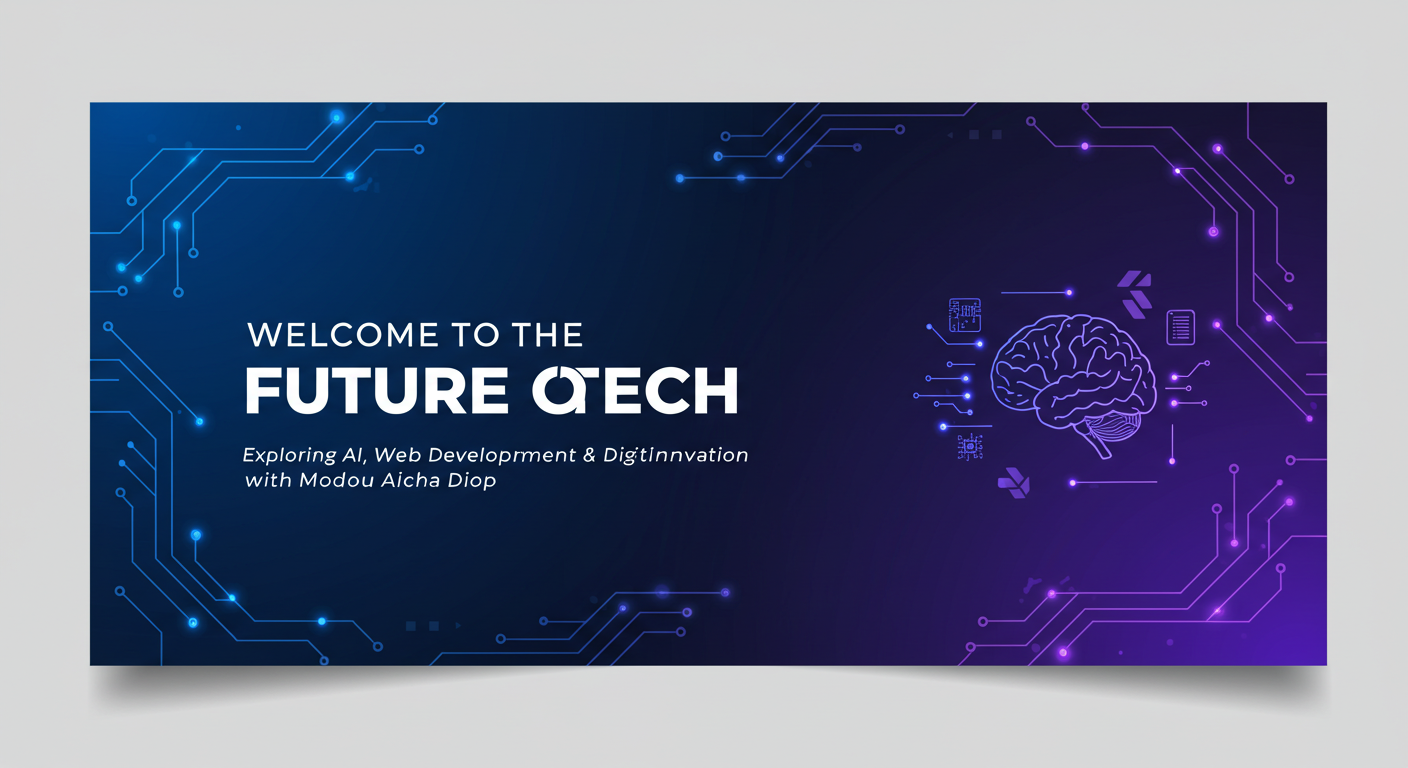 WELCOME TO THE
FUTURE OTECH
Exploring AI, Web Development & Digtinnvation
with Modou Aicha Diop